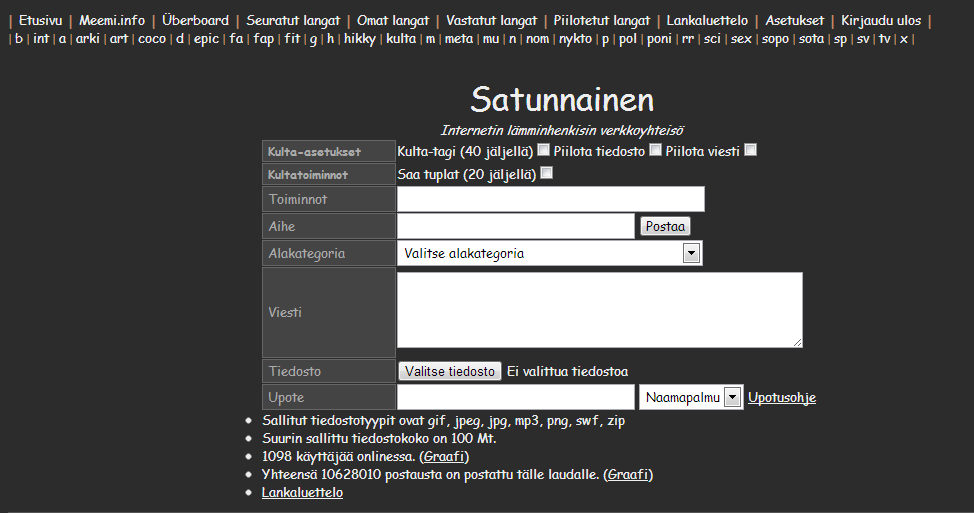 | Etusivu | Meemi.info | Überboard | Seuratut langat | Omat langat | Vastatut langat | Piilotetut langat | Lankaluettelo | Asetukset | Kirjaudu ulos |
| b | int | a | arki | art | coco | d | epic | fa | fap | fit | g | h | hikky | kulta | m | meta | mu | n | nom | nykto | p | pol | poni | rr | sci | sex | sopo | sota | sp | sv | tv | x |
Satunnainen
Internetin lämminhenkisin verkkoyhteisö
Kulta-asetukset Kulta-tagi (40 jäljellä) Piilota tiedosto Piilota viesti
Kultatoiminnot Saa tuplat (20 jäljellä)
Toiminnot
Aihe Postaa
Alakategoria Valitse alakategoria
Viesti
Tiedosto Valitse tiedosto Ei valittua tiedostoa
Upote Naamapalmu Upotusohje
Sallitut tiedostotyypit ovat gif, jpeg, jpg, mp3, png, swf, zip
Suurin sallittu tiedostokoko on 100 Mt.
1098 käyttäjää onlinessa. (Graafi)
Yhteensä 10628010 postausta on postattu tälle laudalle. (Graafi)
Lankaluettelo